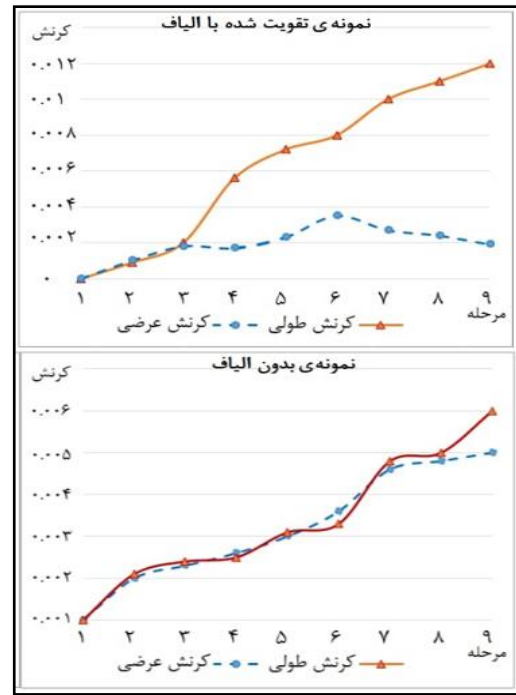 نمونه ی تقویت شده با الیاف
کرنش
۰.۰۱۲
۰.۰۱
۰.۰۰۸
۰.۰۰۶
۰.۰۰۴
۰.۰۰۲
۰
۱ ۲ ۳ ۴ ۵ ۶ ۷ ۸ ۹
مرحله
کرنش طولی کرنش عرضی
نمونه ی بدون الیاف
کرنش
۰.۰۰۶
۰.۰۰۵
۰.۰۰۴
۰.۰۰۳
۰.۰۰۲
۰.۰۰۱
۱ ۲ ۳ ۴ ۵ ۶ ۷ ۸ ۹
مرحله
کرنش طولی کرنش عرضی